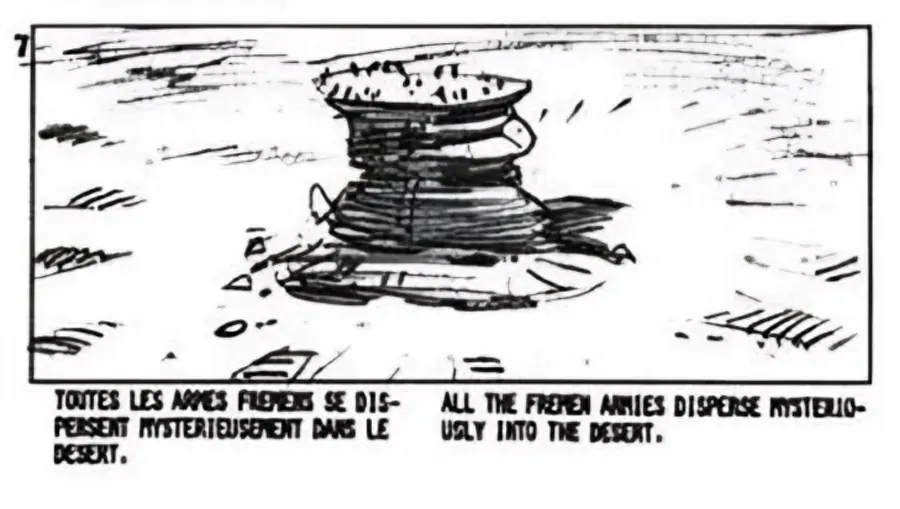 7
TOUTES LES ARMES FREMENS SE DIS-
PERSENT MYSTERIEUSEMENT DANS LE
DESERT.
ALL THE FREMEN ARMIES DISPERSE MYSTERIO-
USLY INTO THE DESERT.